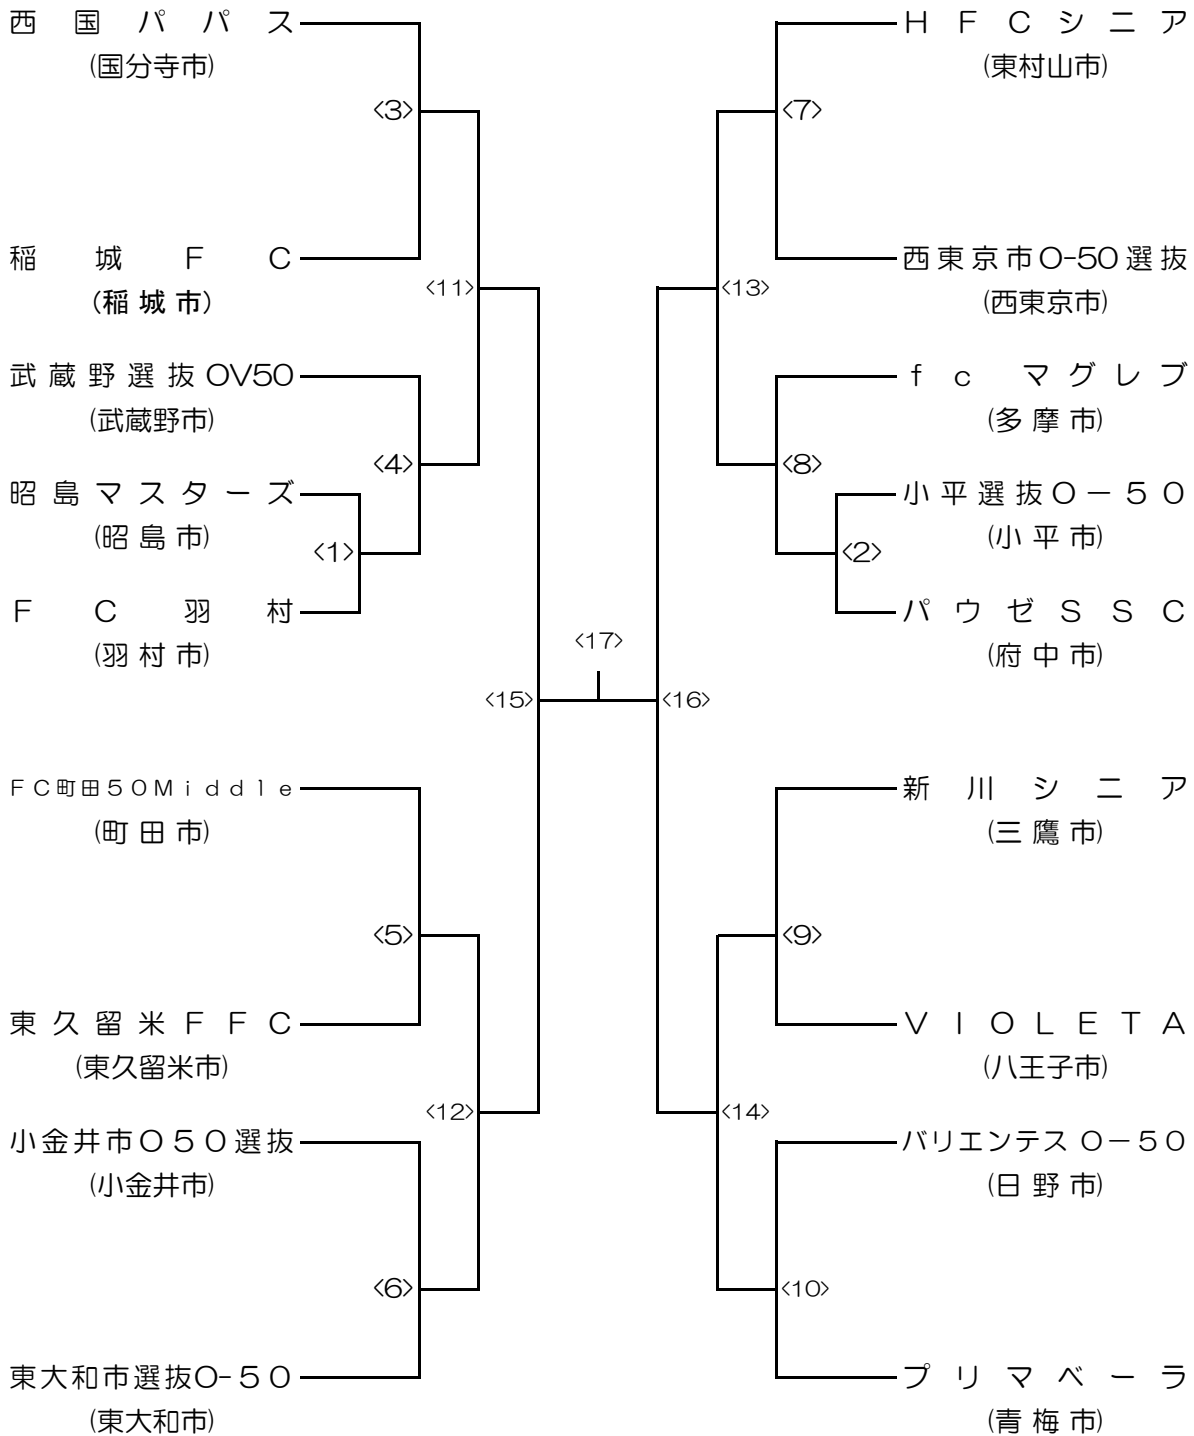 西国パパス
(国分寺市)
<3>
稲城FC
(稲城市)
<11>
武蔵野選抜OV50
(武蔵野市)
<4>
昭島マスターズ
(昭島市)
<1>
FC羽村
(羽村市)
<15>
FC町田50Middle
(町田市)
<5>
東久留米FFC
(東久留米市)
<12>
小金井市O50選抜
(小金井市)
<6>
東大和市選抜O-50
(東大和市)
<17>
HFCシニア
(東村山市)
<7>
西東京市O-50選抜
<13>
(西東京市)
fc マグレブ
(多摩市)
<8>
小平選抜O-50
(小平市)
<2>
パウゼSSC
(府中市)
<16>
新川シニア
(三鷹市)
<9>
VIOLETA
(八王子市)
<14>
バリエンテス O-50
(日野市)
<10>
プリマベーラ
(青梅市)